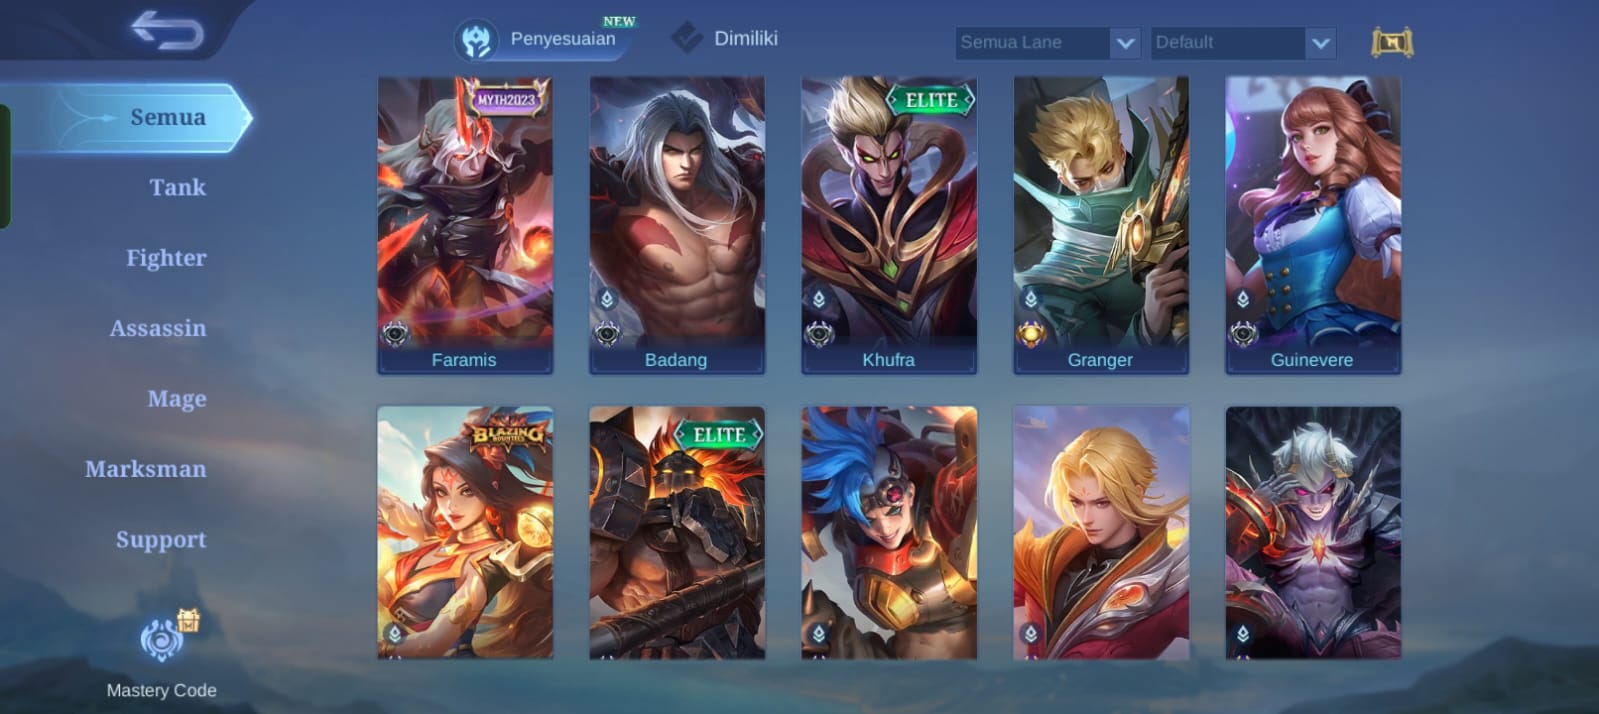 NEW
Penyesuaian
Dimiliki
Semua Lane
Default
Semua
Tank
Fighter
Assassin
Mage
Marksman
Support
Mastery Code
MYTH2023
ELITE
Faramis
Badang
Khufra
Granger
Guinevere
BLAZING
BOUNTIES
ELITE